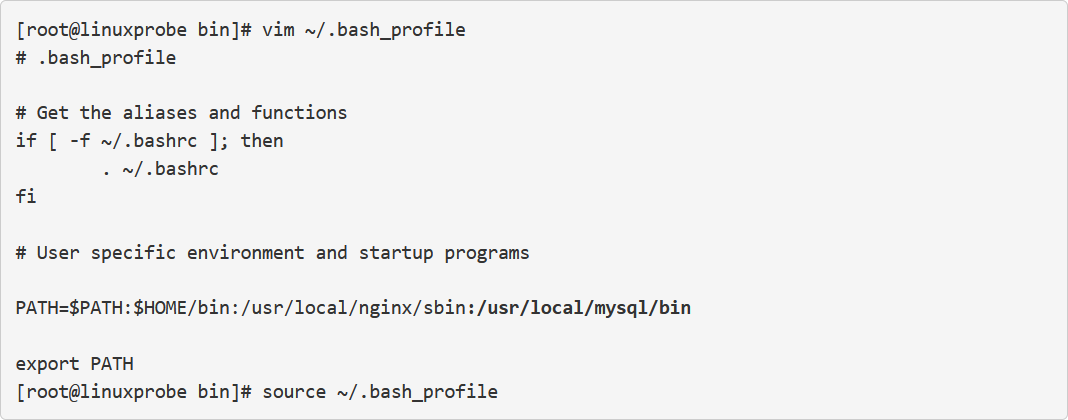 [root@linuxprobe bin]# vim ~/.bash_profile
# .bash_profile
# Get the aliases and functions
if [ -f ~/.bashrc ]; then
        . ~/.bashrc
fi
# User specific environment and startup programs
PATH=$PATH:$HOME/bin:/usr/local/nginx/sbin:/usr/local/mysql/bin
export PATH
[root@linuxprobe bin]# source ~/.bash_profile